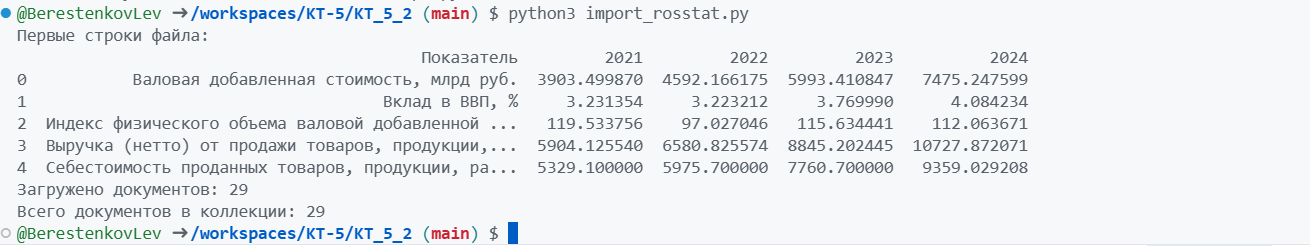 @BerestenkovLev ➜/workspaces/KT-5/KT_5_2 (main) $ python3 import_rosstat.py
Первые строки файла:
Показатель 2021 2022 2023 2024
0 Валовая добавленная стоимость, млрд руб. 3903.499870 4592.166175 5993.410847 7475.247599
1 Вклад в ВВП, % 3.231354 3.223212 3.769990 4.084234
2 Индекс физического объема валовой добавленной ... 119.533756 97.027046 115.634441 112.063671
3 Выручка (нетто) от продажи товаров, продукции,... 5904.125540 6580.825574 8845.202445 10727.872071
4 Себестоимость проданных товаров, продукции, ра... 5329.100000 5975.700000 7760.700000 9359.029208
Загружено документов: 29
Всего документов в коллекции: 29
@BerestenkovLev ➜/workspaces/KT-5/KT_5_2 (main) $